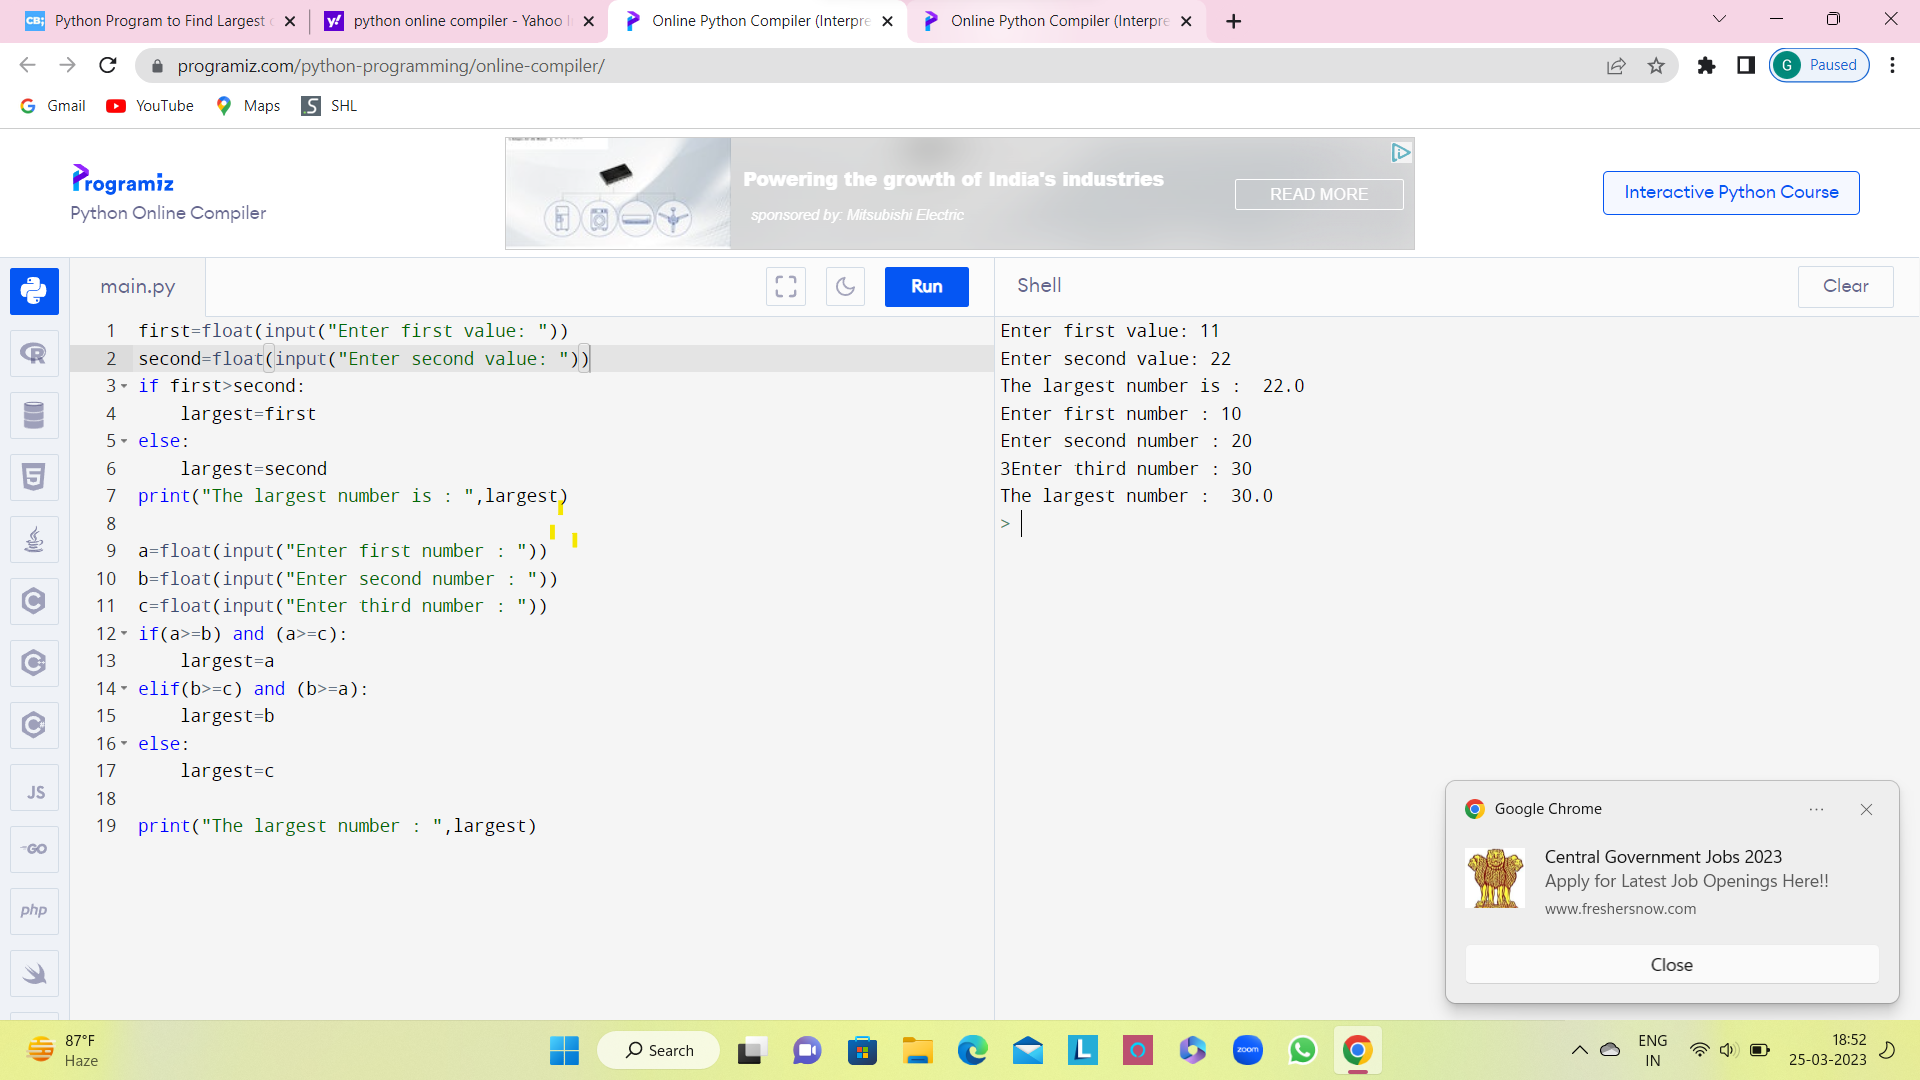 Python Program to Find Largest
python online compiler - Yahoo
Online Python Compiler (Interpre
Online Python Compiler (Interpre
programiz.com/python-programming/online-compiler/
G
Paused
Gmail
YouTube
Maps
SHL
Programiz
Python Online Compiler
Powering the growth of India's industries
sponsored by: Mitsubishi Electric
READ MORE
Interactive Python Course
main.py
Run
Shell
Clear
1 first=float(input("Enter first value: "))
2 second=float(input("Enter second value: "))
3 if first>second:
4 largest=first
5 else:
6 largest=second
7 print("The largest number is : ",largest)
8
9 a=float(input("Enter first number : "))
10 b=float(input("Enter second number : "))
11 c=float(input("Enter third number : "))
12 if(a>=b) and (a>=c):
13 largest=a
14 elif(b>=c) and (b>=a):
15 largest=b
16 else:
17 largest=c
18
19 print("The largest number : ",largest)
Enter first value: 11
Enter second value: 22
The largest number is :  22.0
Enter first number : 10
Enter second number : 20
3Enter third number : 30
The largest number :  30.0
>
JS
GO
php
Google Chrome
Central Government Jobs 2023
Apply for Latest Job Openings Here!!
www.freshersnow.com
Close
87°F
Haze
Search
zoom
ENG
IN
18:52
25-03-2023